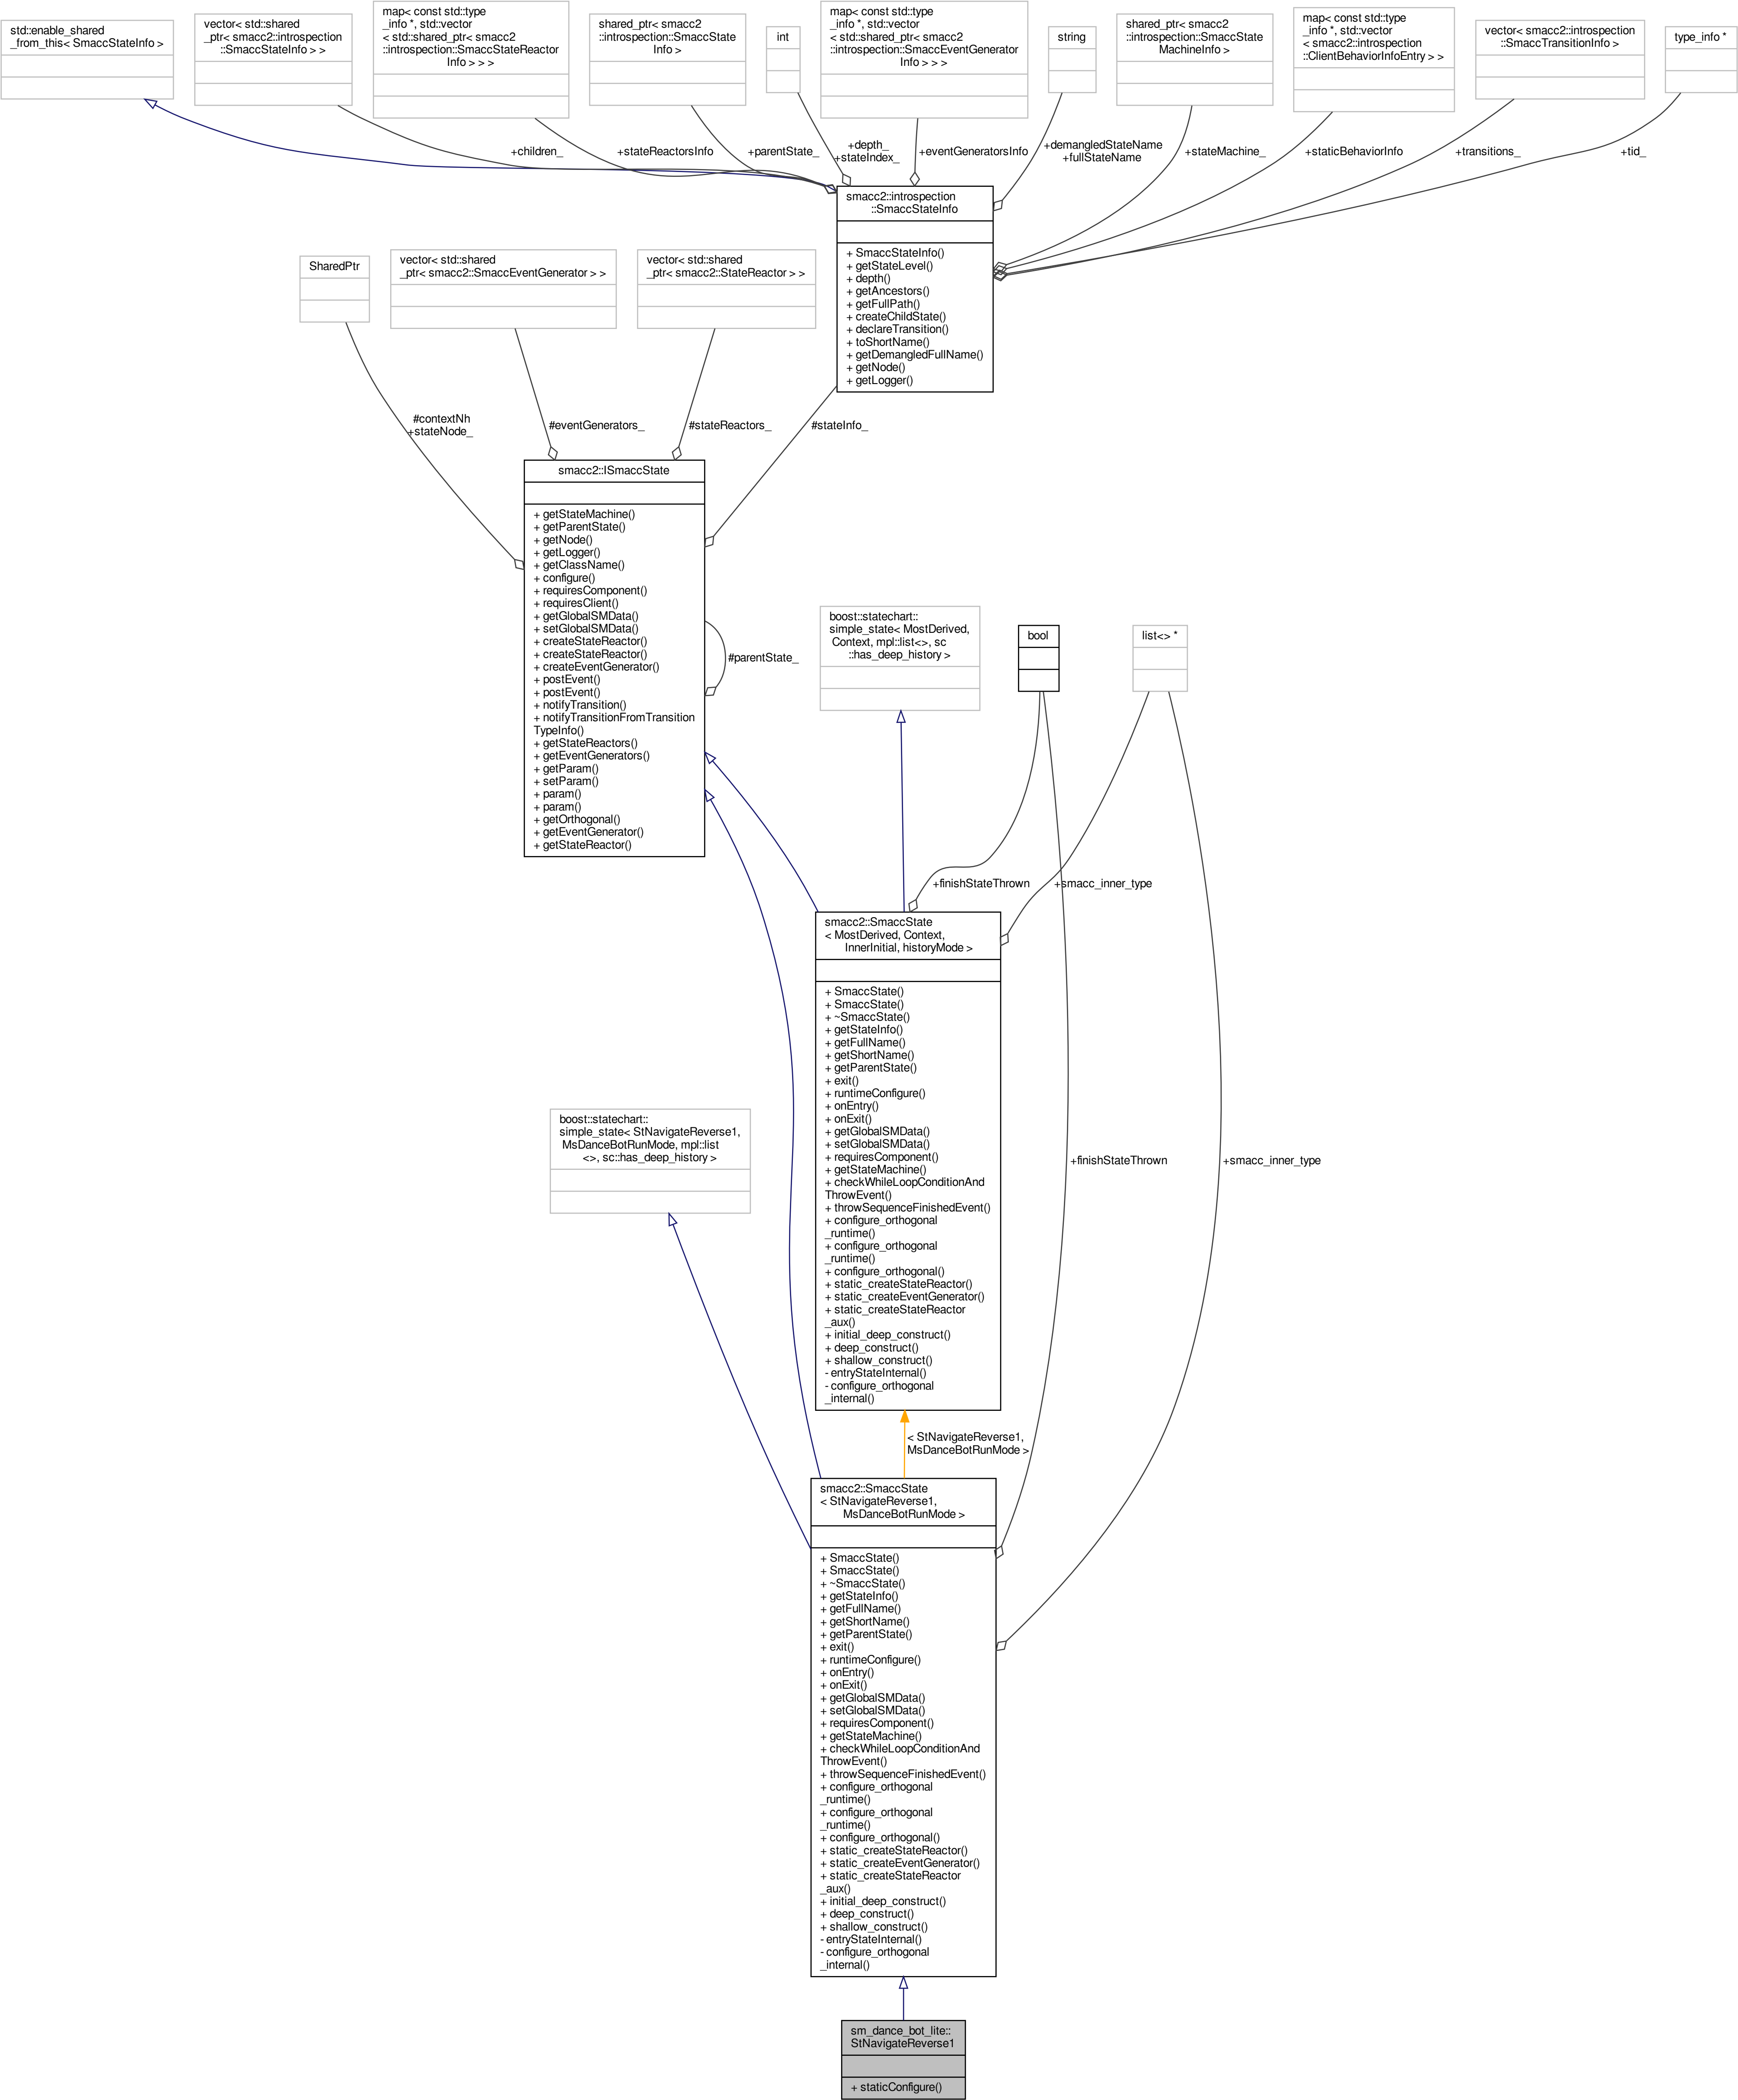 std::enable_shared
_from_this< SmaccStateInfo >
vector< std::shared
_ptr< smacc2::introspection
::SmaccStateInfo > >
map< const std::type
_info *, std::vector
< std::shared_ptr< smacc2
::introspection::SmaccStateReactor
Info > > >
shared_ptr< smacc2
::introspection::SmaccState
Info >
int
map< const std::type
_info *, std::vector
< std::shared_ptr< smacc2
::introspection::SmaccEventGenerator
Info > > >
string
shared_ptr< smacc2
::introspection::SmaccState
MachineInfo >
map< const std::type
_info *, std::vector
< smacc2::introspection
::ClientBehaviorInfoEntry > >
vector< smacc2::introspection
::SmaccTransitionInfo >
type_info *
+children_
+stateReactorsInfo
+parentState_
+depth_
+stateIndex_
+eventGeneratorsInfo
+demangledStateName
+fullStateName
+stateMachine_
+staticBehaviorInfo
+transitions_
+tid_
smacc2::introspection
::SmaccStateInfo
+ SmaccStateInfo()
+ getStateLevel()
+ depth()
+ getAncestors()
+ getFullPath()
+ createChildState()
+ declareTransition()
+ toShortName()
+ getDemangledFullName()
+ getNode()
+ getLogger()
SharedPtr
vector< std::shared
_ptr< smacc2::SmaccEventGenerator > >
vector< std::shared
_ptr< smacc2::StateReactor > >
#contextNh
+stateNode_
#eventGenerators_
#stateReactors_
#stateInfo_
smacc2::ISmaccState
+ getStateMachine()
+ getParentState()
+ getNode()
+ getLogger()
+ getClassName()
+ configure()
+ requiresComponent()
+ requiresClient()
+ getGlobalSMData()
+ setGlobalSMData()
+ createStateReactor()
+ createStateReactor()
+ createEventGenerator()
+ postEvent()
+ postEvent()
+ notifyTransition()
+ notifyTransitionFromTransition
TypeInfo()
+ getStateReactors()
+ getEventGenerators()
+ getParam()
+ setParam()
+ param()
+ param()
+ getOrthogonal()
+ getEventGenerator()
+ getStateReactor()
#parentState_
boost::statechart::
simple_state< MostDerived,
Context, mpl::list<>, sc
::has_deep_history >
bool
list<> *
+finishStateThrown
+smacc_inner_type
smacc2::SmaccState
< MostDerived, Context,
InnerInitial, historyMode >
+ SmaccState()
+ SmaccState()
+ ~SmaccState()
+ getStateInfo()
+ getFullName()
+ getShortName()
+ getParentState()
+ exit()
+ runtimeConfigure()
+ onEntry()
+ onExit()
+ getGlobalSMData()
+ setGlobalSMData()
+ requiresComponent()
+ getStateMachine()
+ checkWhileLoopConditionAnd
ThrowEvent()
+ throwSequenceFinishedEvent()
+ configure_orthogonal
_runtime()
+ configure_orthogonal
_runtime()
+ configure_orthogonal()
+ static_createStateReactor()
+ static_createEventGenerator()
+ static_createStateReactor
_aux()
+ initial_deep_construct()
+ deep_construct()
+ shallow_construct()
- entryStateInternal()
- configure_orthogonal
_internal()
boost::statechart::
simple_state< StNavigateReverse1,
MsDanceBotRunMode, mpl::list
<>, sc::has_deep_history >
+finishStateThrown
+smacc_inner_type
< StNavigateReverse1,
MsDanceBotRunMode >
smacc2::SmaccState
< StNavigateReverse1,
MsDanceBotRunMode >
+ SmaccState()
+ SmaccState()
+ ~SmaccState()
+ getStateInfo()
+ getFullName()
+ getShortName()
+ getParentState()
+ exit()
+ runtimeConfigure()
+ onEntry()
+ onExit()
+ getGlobalSMData()
+ setGlobalSMData()
+ requiresComponent()
+ getStateMachine()
+ checkWhileLoopConditionAnd
ThrowEvent()
+ throwSequenceFinishedEvent()
+ configure_orthogonal
_runtime()
+ configure_orthogonal
_runtime()
+ configure_orthogonal()
+ static_createStateReactor()
+ static_createEventGenerator()
+ static_createStateReactor
_aux()
+ initial_deep_construct()
+ deep_construct()
+ shallow_construct()
- entryStateInternal()
- configure_orthogonal
_internal()
sm_dance_bot_lite::
StNavigateReverse1
+ staticConfigure()